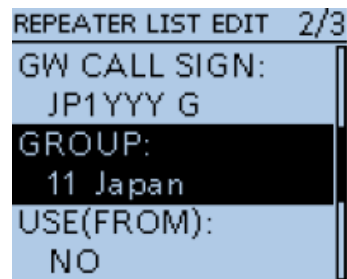 REPEATER LIST EDIT 2/3
GW CALL SIGN:
JP1YYY G
GROUP:
11 Japan
USE(FROM):
NO